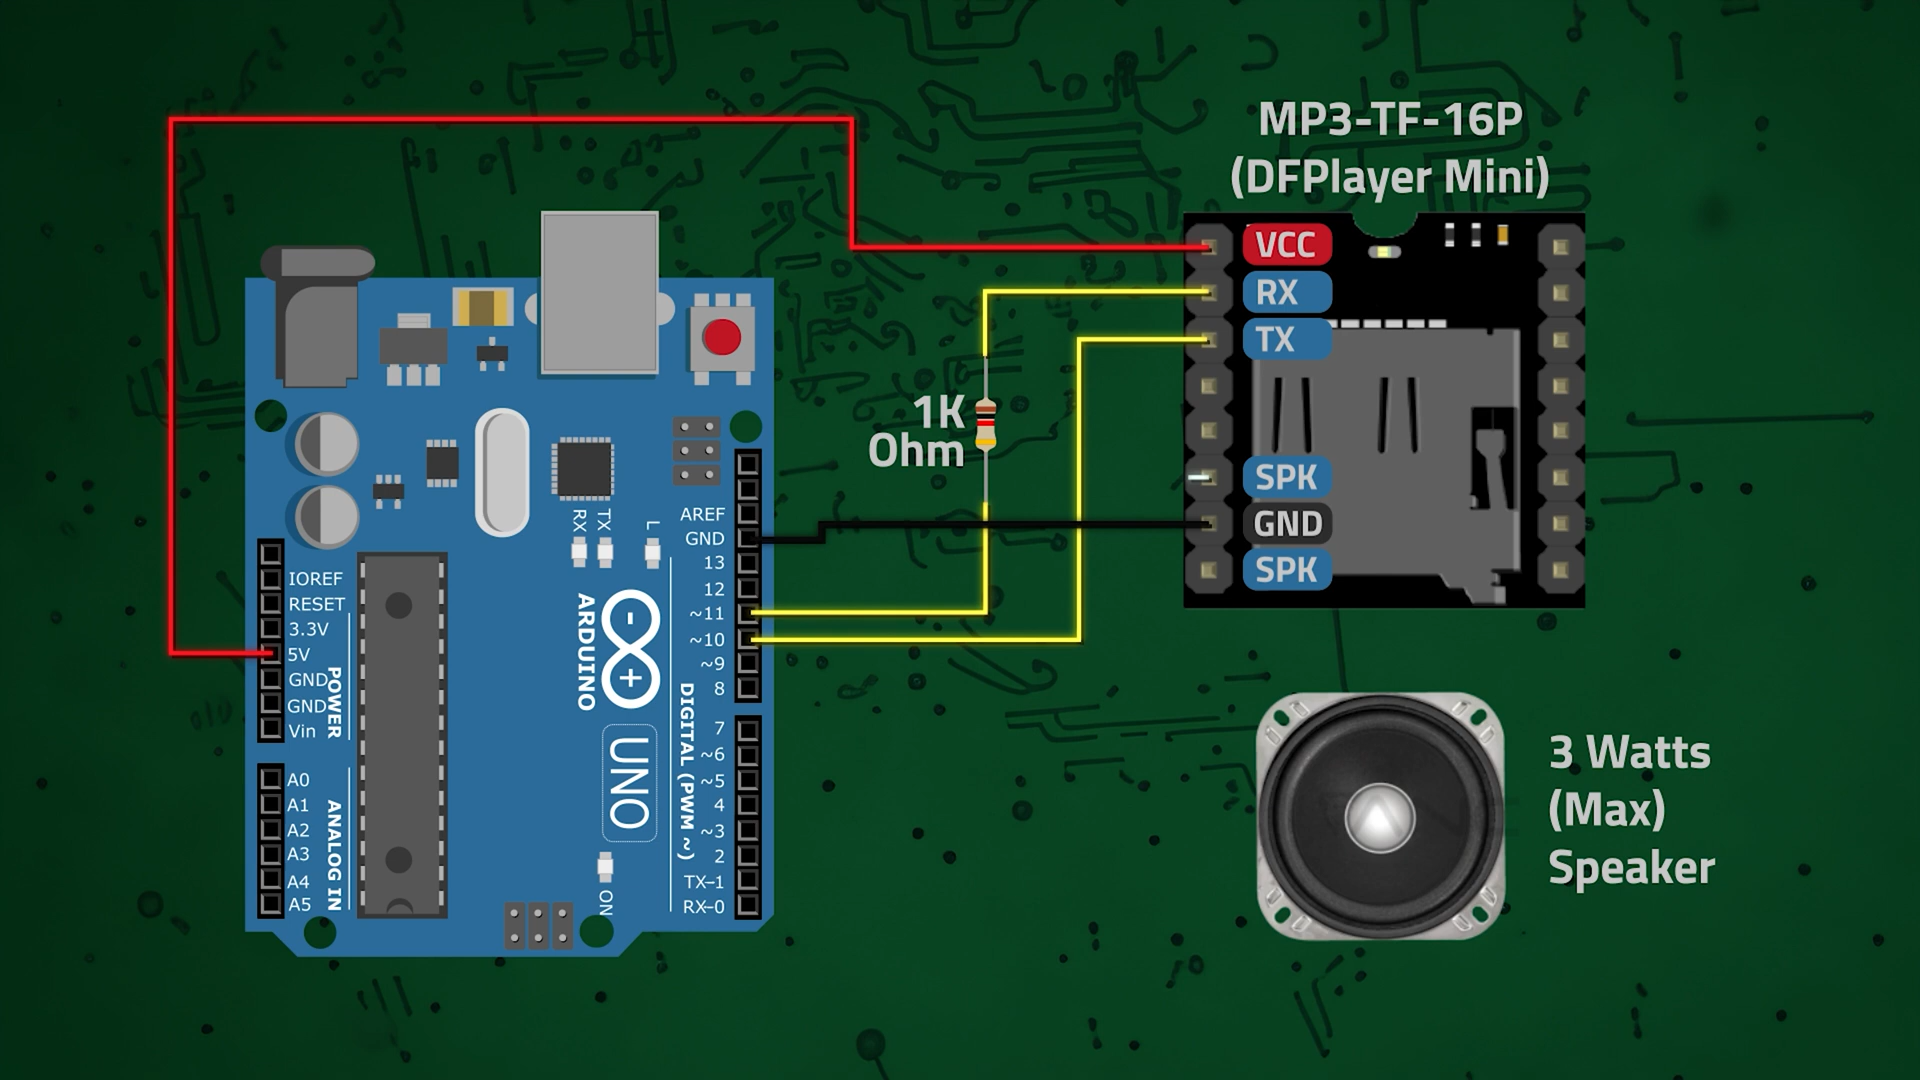 MP3-TF-16P
(DFPlayer Mini)
VCC
RX
TX
SPK
GND
SPK
1K
Ohm
3 Watts
(Max)
Speaker
RX
TX
L
AREF
GND
13
12
~11
~10
~9
8
7
~6
~5
4
~3
2
TX-1
RX-0
DIGITAL (PWM ~)
ARDUINO
UNO
ON
IOREF
RESET
3.3V
5V
GND
GND
Vin
POWER
A0
A1
A2
A3
A4
A5
ANALOG IN